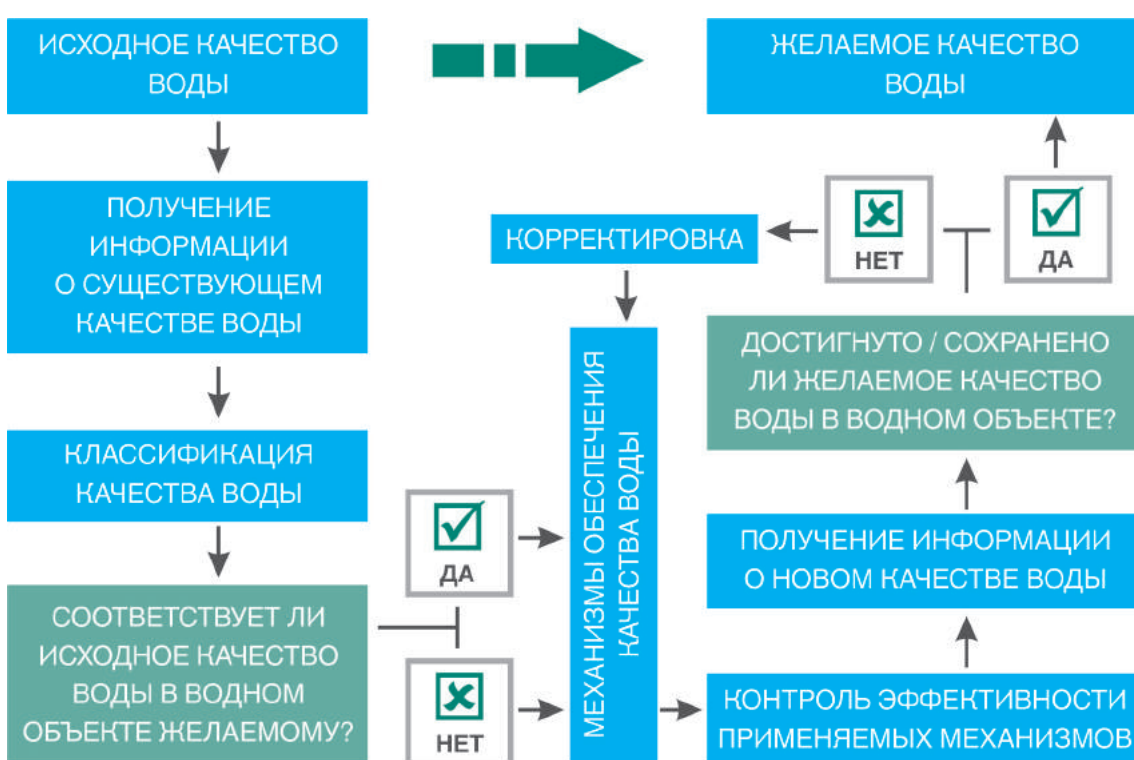 ИСХОДНОЕ КАЧЕСТВО
ВОДЫ
ЖЕЛАЕМОЕ КАЧЕСТВО
ВОДЫ
ПОЛУЧЕНИЕ
ИНФОРМАЦИИ
О СУЩЕСТВУЮЩЕМ
КАЧЕСТВЕ ВОДЫ
КЛАССИФИКАЦИЯ
КАЧЕСТВА ВОДЫ
СООТВЕТСТВУЕТ ЛИ
ИСХОДНОЕ КАЧЕСТВО
ВОДЫ В ВОДНОМ
ОБЪЕКТЕ ЖЕЛАЕМОМУ?
ДА
НЕТ
КОРРЕКТИРОВКА
МЕХАНИЗМЫ ОБЕСПЕЧЕНИЯ
КАЧЕСТВА ВОДЫ
НЕТ
ДА
ДОСТИГНУТО / СОХРАНЕНО
ЛИ ЖЕЛАЕМОЕ КАЧЕСТВО
ВОДЫ В ВОДНОМ ОБЪЕКТЕ?
ПОЛУЧЕНИЕ ИНФОРМАЦИИ
О НОВОМ КАЧЕСТВЕ ВОДЫ
КОНТРОЛЬ ЭФФЕКТИВНОСТИ
ПРИМЕНЯЕМЫХ МЕХАНИЗМОВ